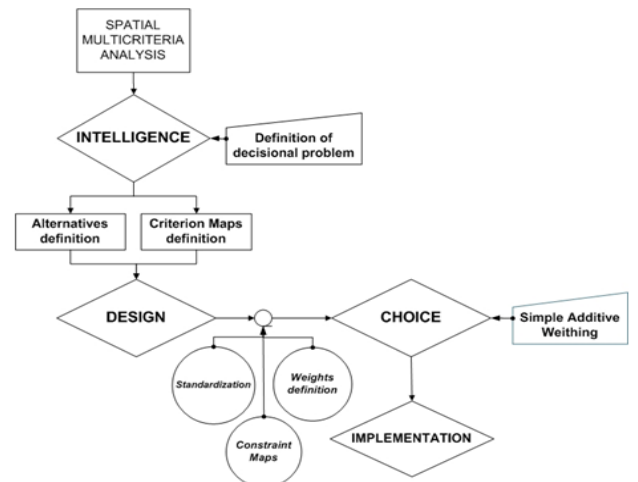 SPATIAL
MULTICRITERIA
ANALYSIS
INTELLIGENCE
Definition of
decisional problem
Alternatives
definition
Criterion Maps
definition
DESIGN
CHOICE
Simple Additive
Weithing
Standardization
Weights
definition
Constraint
Maps
IMPLEMENTATION